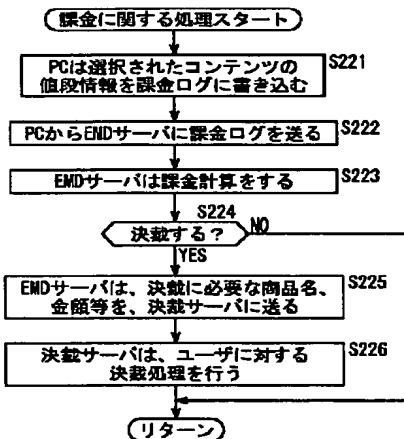 課金に関する処理スタート
PCは選択されたコンテンツの
値段情報を課金ログに書き込む
S221
PCからENDサーバに課金ログを送る
S222
EMDサーバは課金計算をする
S223
S224
決裁する?
NO
YES
EMDサーバは、決裁に必要な商品名、
金額等を、決裁サーバに送る
S225
決裁サーバは、ユーザに対する
決裁処理を行う
S226
リターン